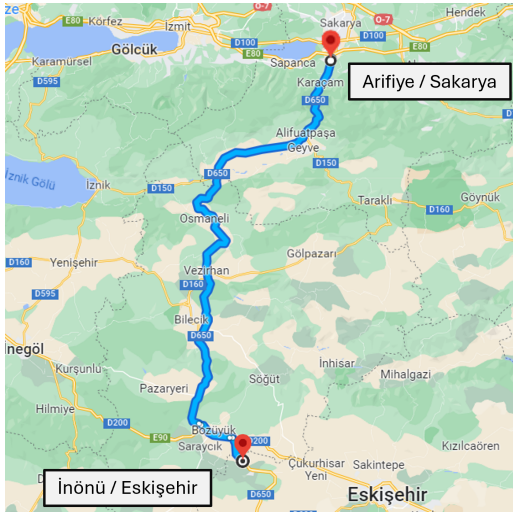 ze
Körfez
İzmit
O-7
Sakarya
O-7
Hendek
Gölcük
D100
E80
D100
E80
Karamürsel
D595
Sapanca
Karaçam
D650
Arifiye / Sakarya
Alifuatpaşa
Geyve
D150
İznik Gölü
İznik
D150
D650
Taraklı
D160
Göynük
Osmaneli
D160
Yenişehir
Gölpazarı
Vezirhan
D160
D595
Bilecik
D650
İnegöl
Kurşunlu
İnhisar
Mihalgazi
Pazaryeri
Söğüt
Hilmiye
D200
E90
Bozüyük
Saraycık
D200
Kızılcaören
Çukurhisar
Yeni
Sakintepe
İnönü / Eskişehir
D650
Eskişehir